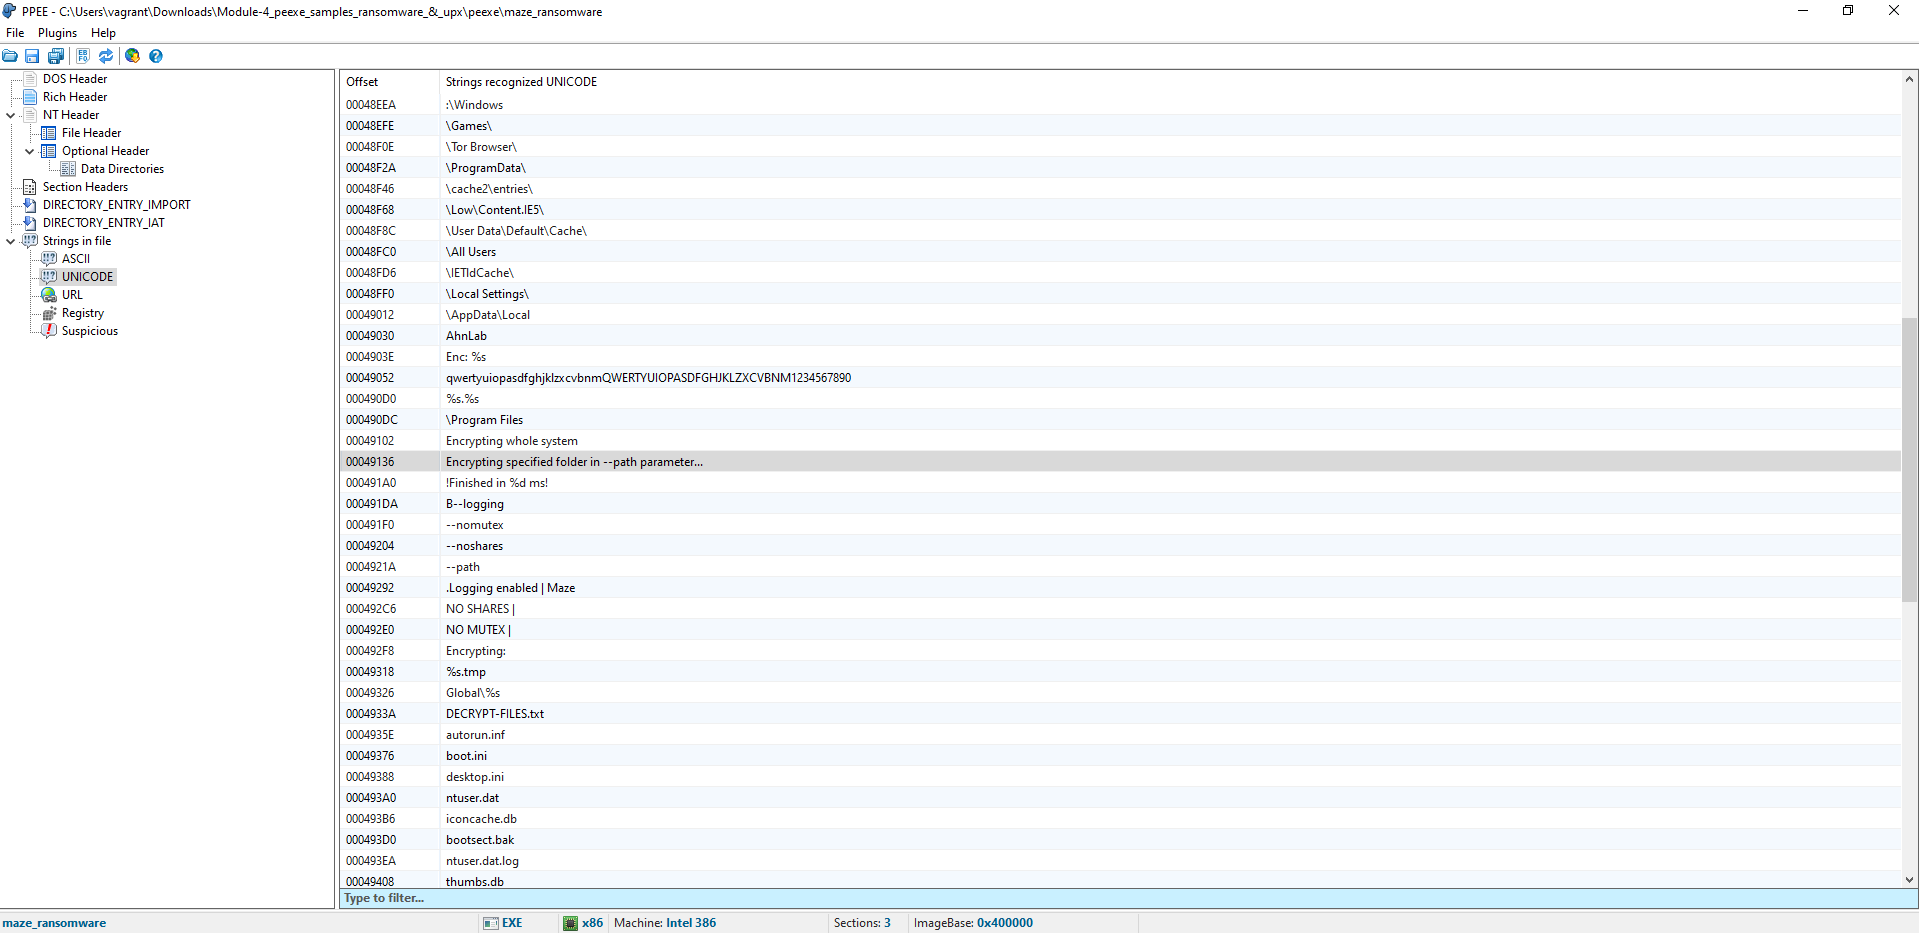 PPEE - C:\Users\vagrant\Downloads\Module-4_peexe_samples_ransomware_&_upx\peexe\maze_ransomware
File Plugins Help
DOS Header
Rich Header
NT Header
File Header
Optional Header
Data Directories
Section Headers
DIRECTORY_ENTRY_IMPORT
DIRECTORY_ENTRY_IAT
Strings in file
ASCII
UNICODE
URL
Registry
Suspicious
Offset Strings recognized UNICODE
00048EEA :\Windows
00048EFE \Games\
00048F0E \Tor Browser\
00048F2A \ProgramData\
00048F46 \cache2\entries\
00048F68 \Low\Content.IE5\
00048F8C \User Data\Default\Cache\
00048FC0 \All Users
00048FD6 \IETldCache\
00048FF0 \Local Settings\
00049012 \AppData\Local
00049030 AhnLab
0004903E Enc: %s
00049052 qwertyuiopasdfghjklzxcvbnmQWERTYUIOPASDFGHJKLZXCVBNM1234567890
000490D0 %s.%s
000490DC \Program Files
00049102 Encrypting whole system
00049136 Encrypting specified folder in --path parameter...
000491A0 !Finished in %d ms!
000491DA B--logging
000491F0 --nomutex
00049204 --noshares
0004921A --path
00049292 .Logging enabled | Maze
000492C6 NO SHARES |
000492E0 NO MUTEX |
000492F8 Encrypting:
00049318 %s.tmp
00049326 Global\%s
0004933A DECRYPT-FILES.txt
0004935E autorun.inf
00049376 boot.ini
00049388 desktop.ini
000493A0 ntuser.dat
000493B6 iconcache.db
000493D0 bootsect.bak
000493EA ntuser.dat.log
00049408 thumbs.db
Type to filter...
maze_ransomware EXE x86 Machine: Intel 386 Sections: 3 ImageBase: 0x400000